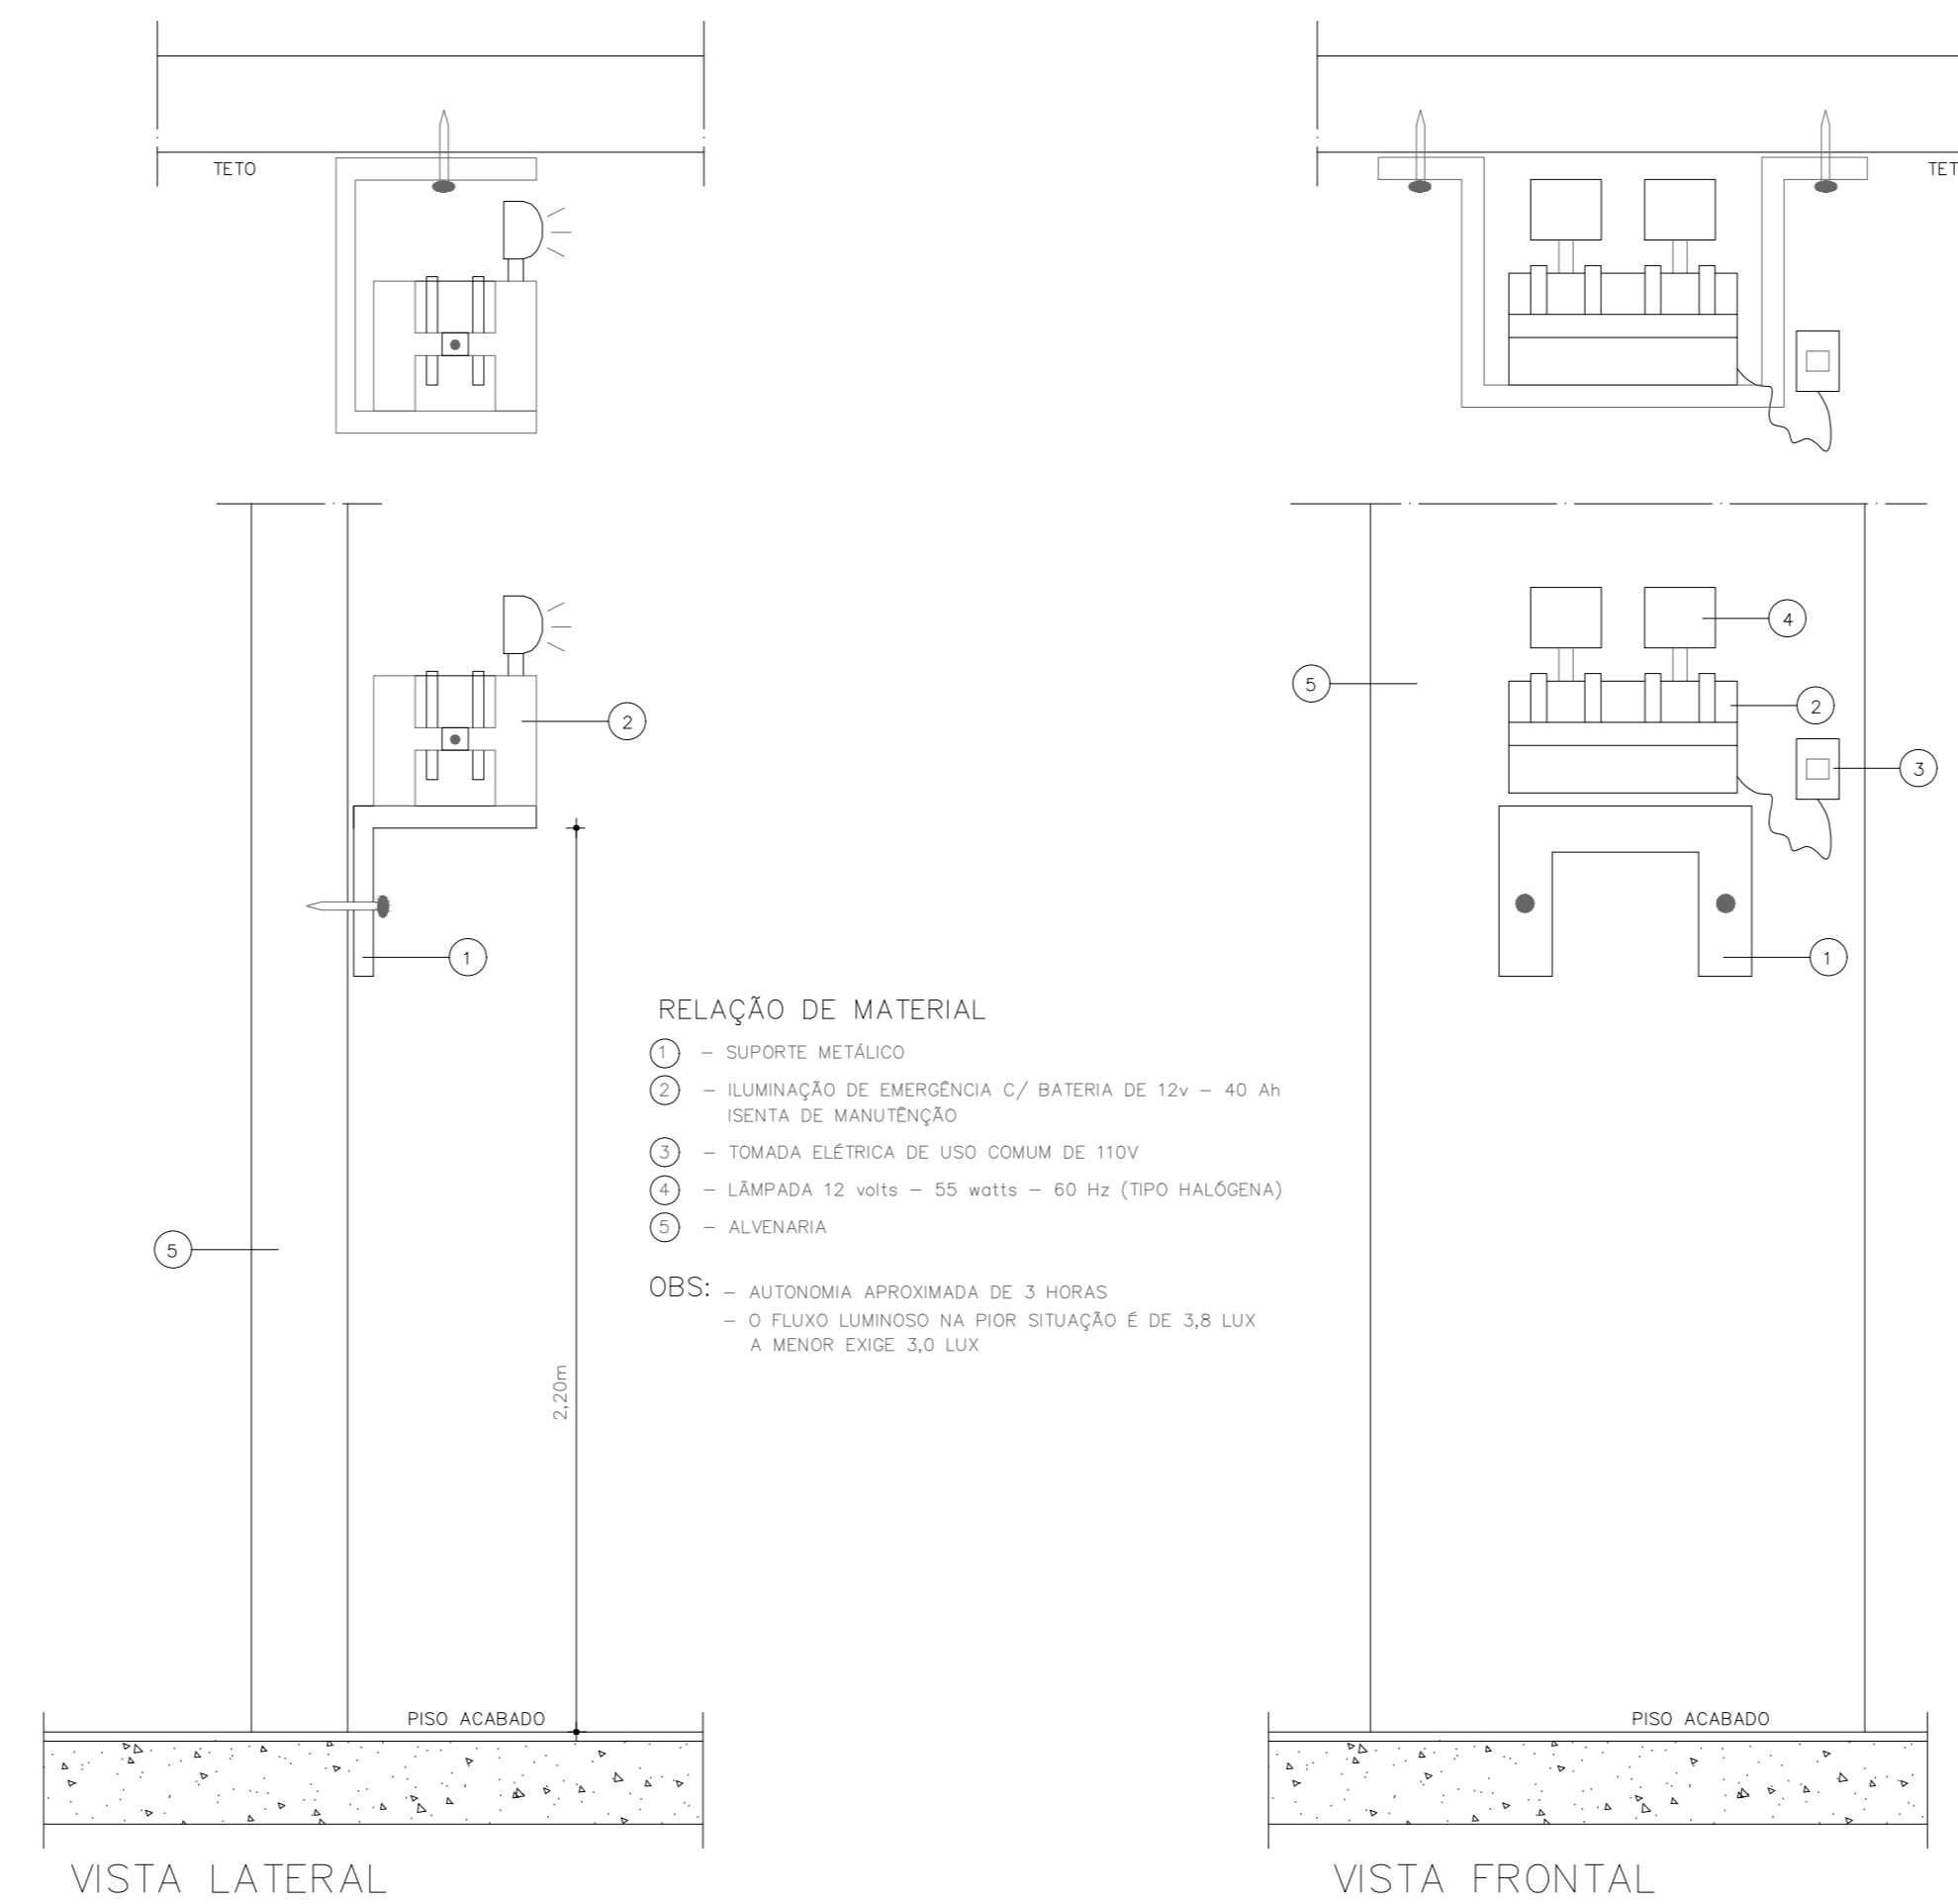 TETO
TET
5
4
2
2
3
1
1
RELAÇÃO DE MATERIAL
1 – SUPORTE METÁLICO
2 – ILUMINAÇÃO DE EMERGÊNCIA C/ BATERIA DE 12v – 40 Ah
ISENTA DE MANUTÊNÇÃO
3 – TOMADA ELÉTRICA DE USO COMUM DE 110V
4 – LÂMPADA 12 volts – 55 watts – 60 Hz (TIPO HALÓGENA)
5 – ALVENARIA
5
OBS: – AUTONOMIA APROXIMADA DE 3 HORAS
– O FLUXO LUMINOSO NA PIOR SITUAÇÃO É DE 3,8 LUX
A MENOR EXIGE 3,0 LUX
2,20m
PISO ACABADO
PISO ACABADO
VISTA LATERAL
VISTA FRONTAL